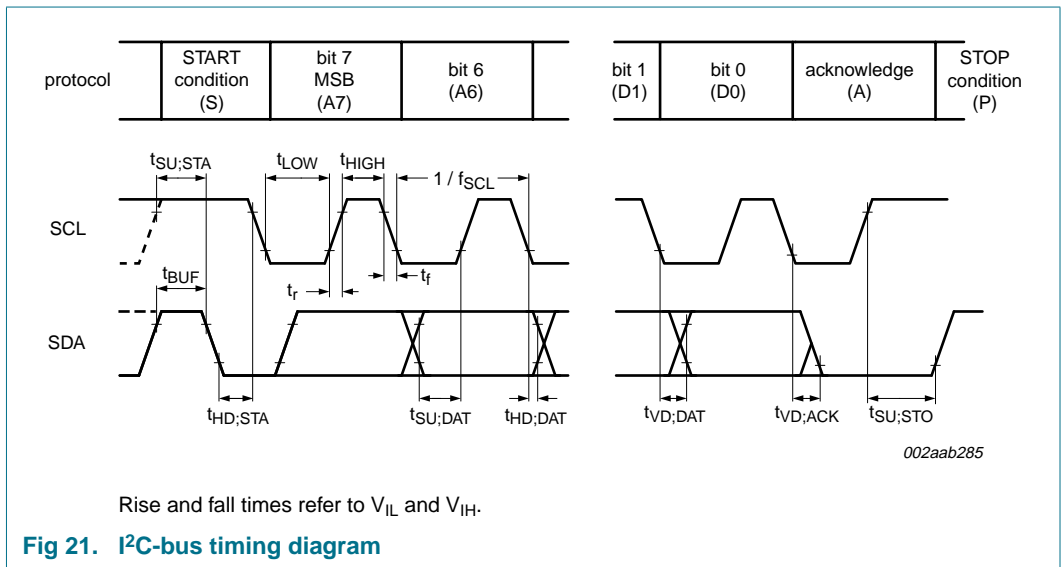 protocol
START
condition
(S)
bit 7
MSB
(A7)
bit 6
(A6)
bit 1
(D1)
bit 0
(D0)
acknowledge
(A)
STOP
condition
(P)
tSU;STA
tLOW
tHIGH
1 / fSCL
SCL
tBUF
tr
tf
SDA
tHD;STA
tSU;DAT
tHD;DAT
tVD;DAT
tVD;ACK
tSU;STO
002aab285
Rise and fall times refer to VIL and VIH.
Fig 21. I²C-bus timing diagram